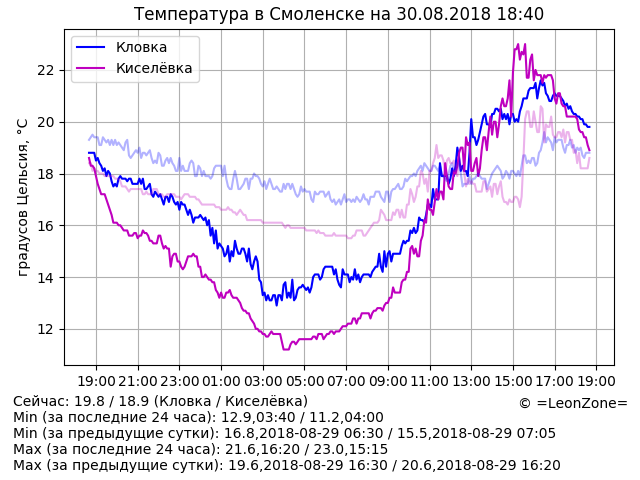 Температура в Смоленске на 30.08.2018 18:40
градусов Цельсия, °C
Кловка
Киселёвка
22
20
18
16
14
12
19:00 21:00 23:00 01:00 03:00 05:00 07:00 09:00 11:00 13:00 15:00 17:00 19:00
Сейчас: 19.8 / 18.9 (Кловка / Киселёвка)
© =LeonZone=
Min (за последние 24 часа): 12.9,03:40 / 11.2,04:00
Min (за предыдущие сутки): 16.8,2018-08-29 06:30 / 15.5,2018-08-29 07:05
Max (за последние 24 часа): 21.6,16:20 / 23.0,15:15
Max (за предыдущие сутки): 19.6,2018-08-29 16:30 / 20.6,2018-08-29 16:20